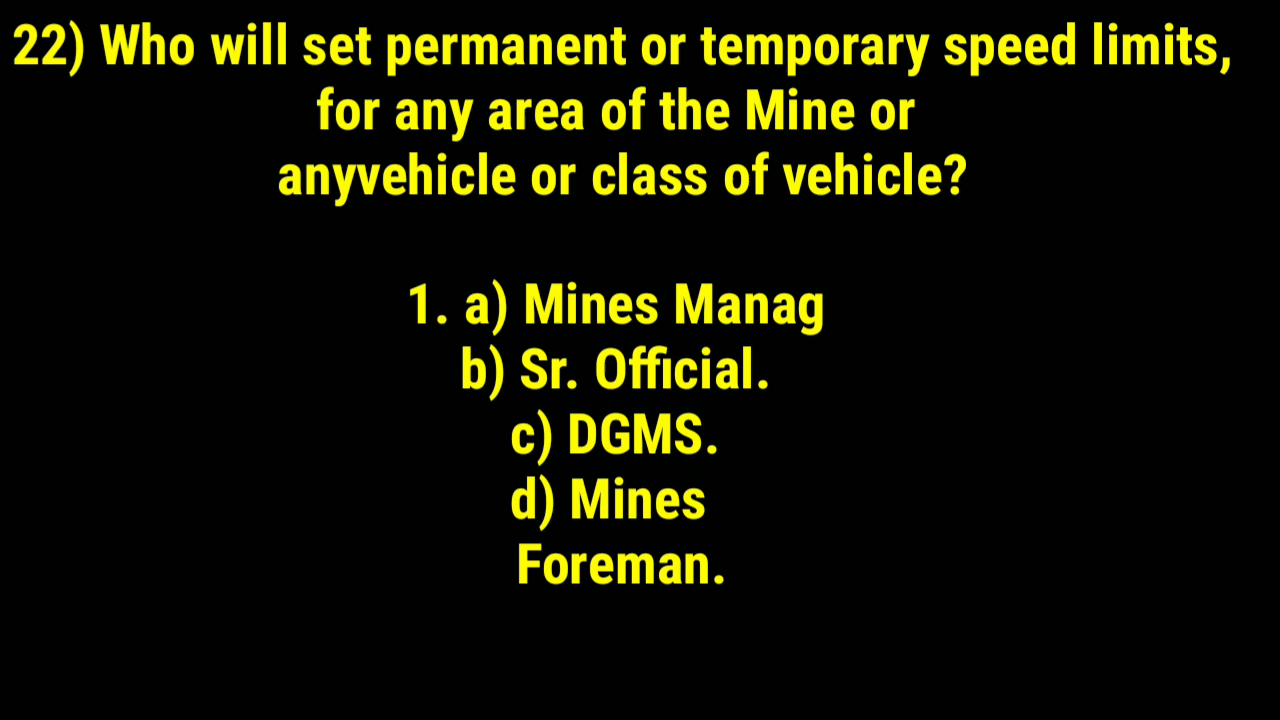 22) Who will set permanent or temporary speed limits,
for any area of the Mine or
anyvehicle or class of vehicle?
1. a) Mines Manag
b) Sr. Official.
c) DGMS.
d) Mines
Foreman.